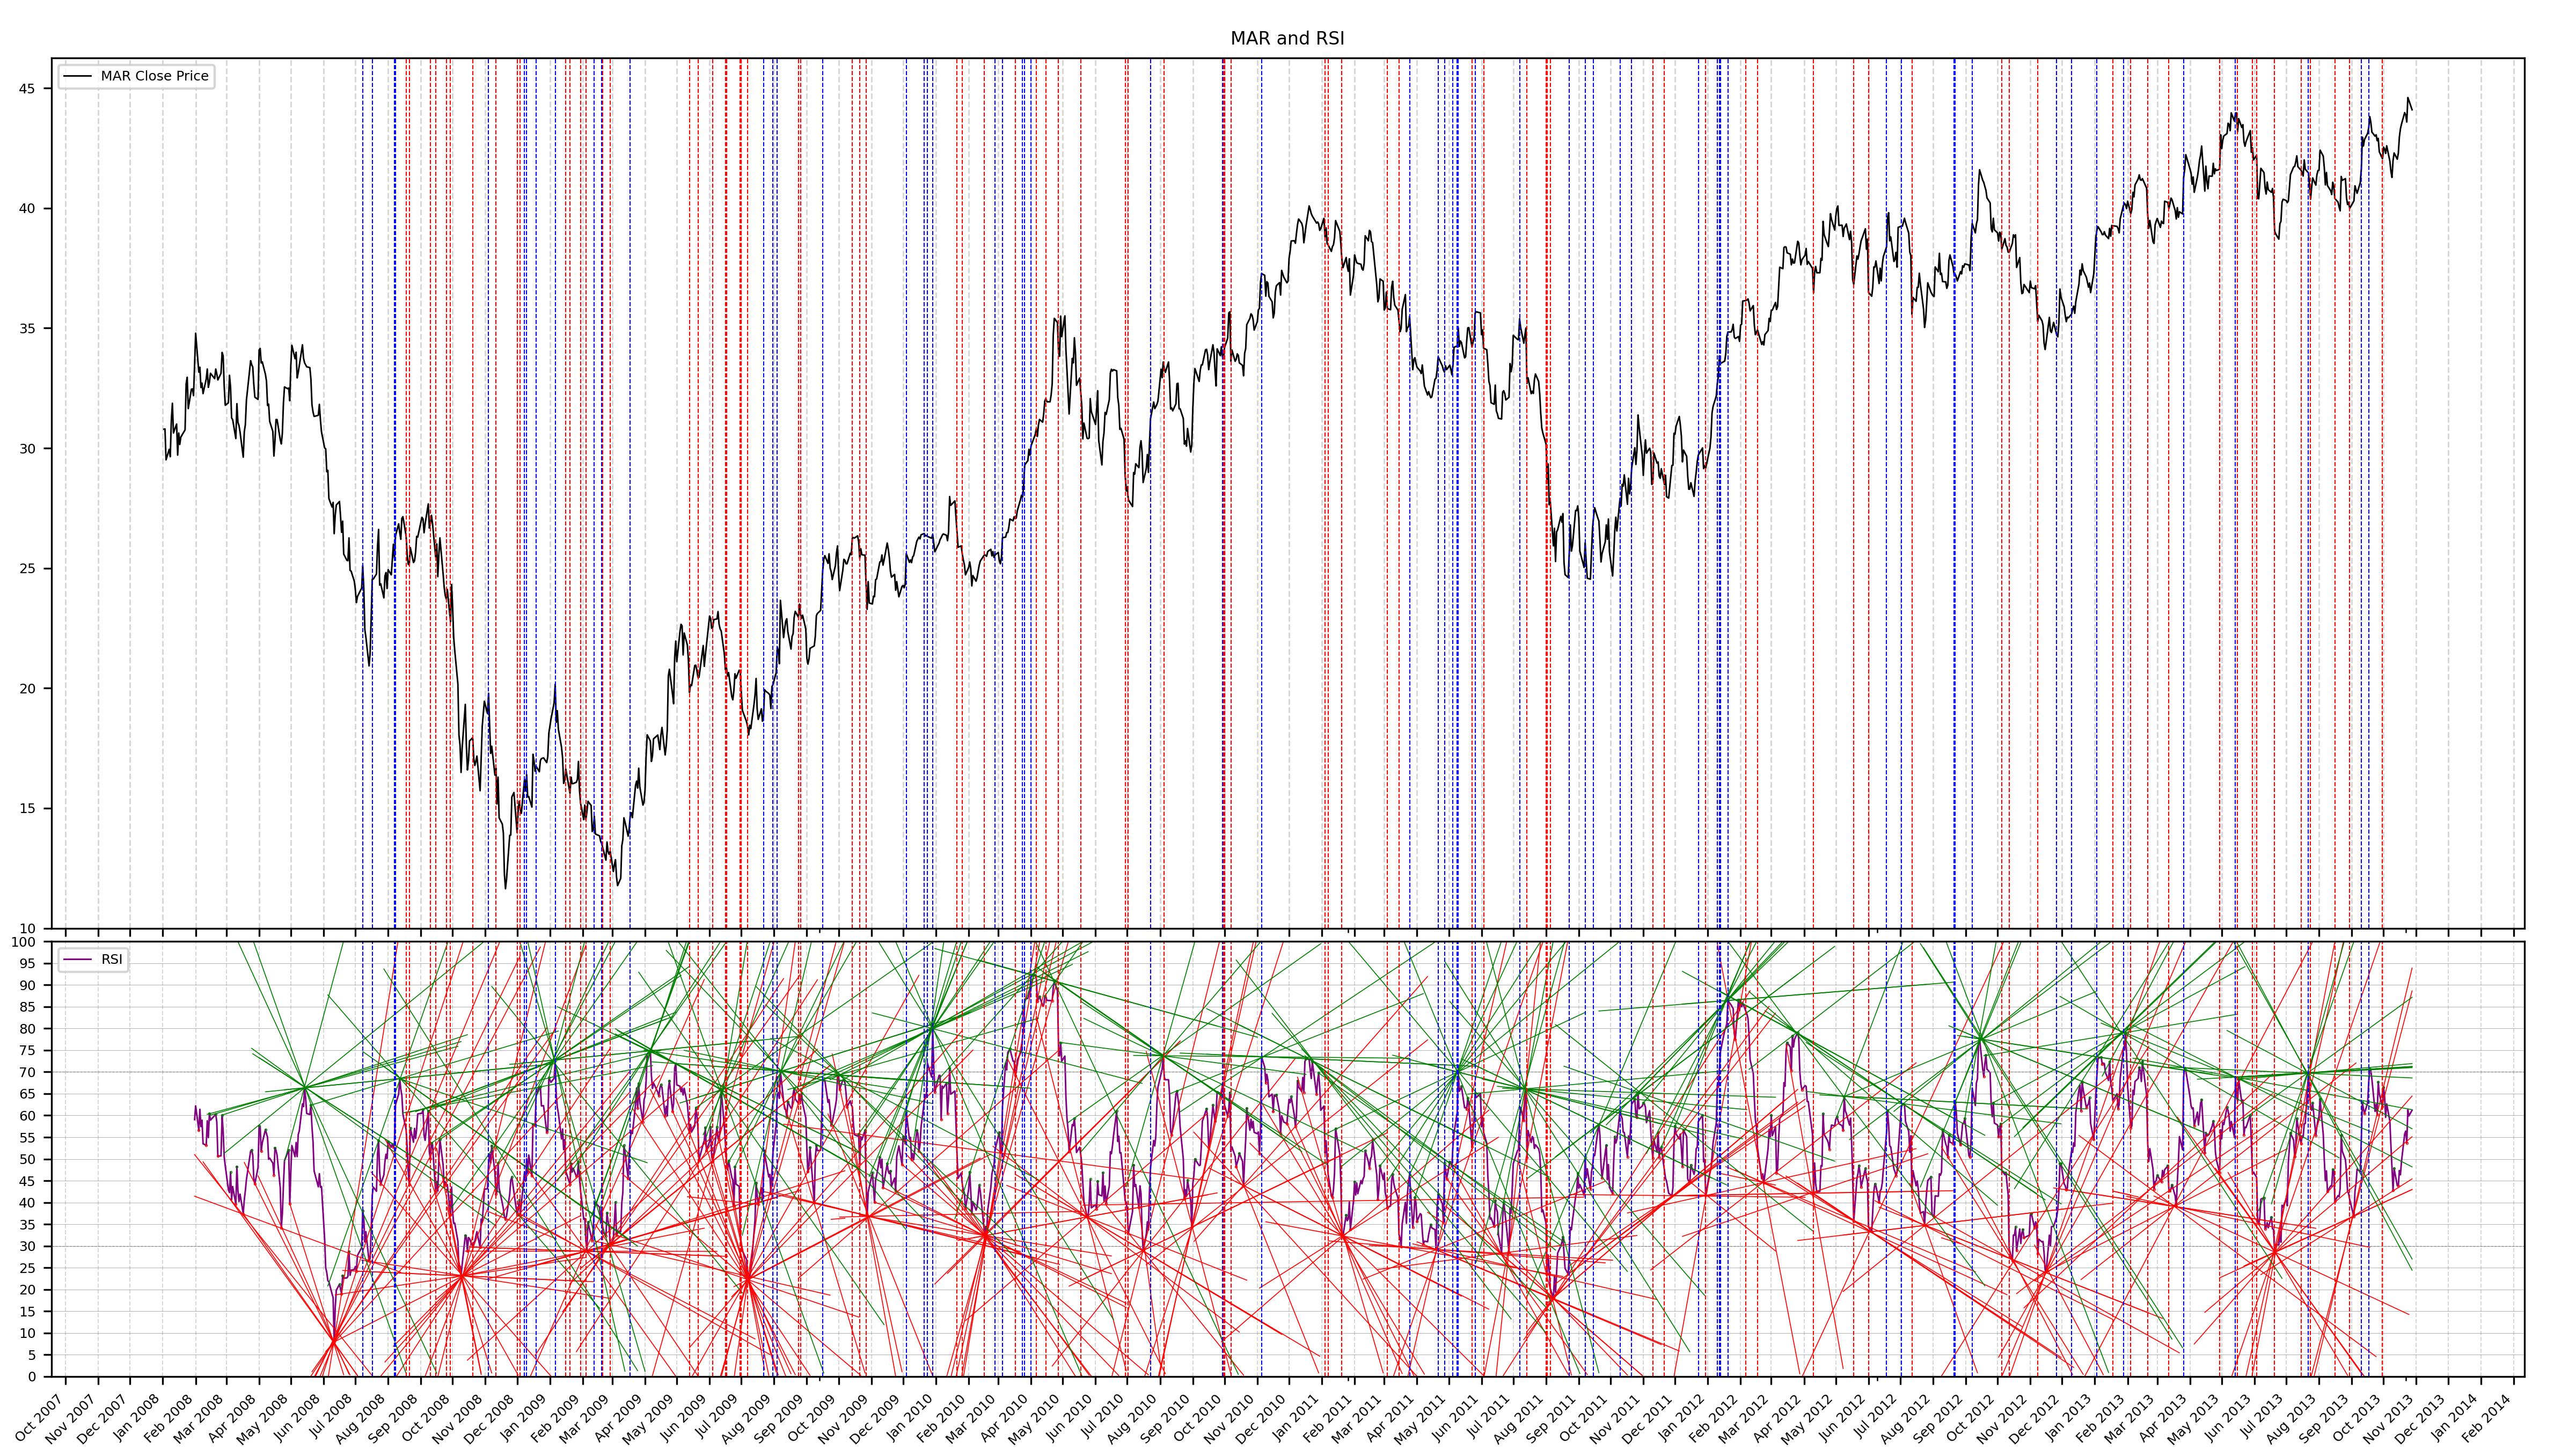 MAR and RSI
MAR Close Price
45
40
35
30
25
20
15
10
RSI
100
95
90
85
80
75
70
65
60
55
50
45
40
35
30
25
20
15
10
5
0
Oct 2007
Nov 2007
Dec 2007
Jan 2008
Feb 2008
Mar 2008
Apr 2008
May 2008
Jun 2008
Jul 2008
Aug 2008
Sep 2008
Oct 2008
Nov 2008
Dec 2008
Jan 2009
Feb 2009
Mar 2009
Apr 2009
May 2009
Jun 2009
Jul 2009
Aug 2009
Sep 2009
Oct 2009
Nov 2009
Dec 2009
Jan 2010
Feb 2010
Mar 2010
Apr 2010
May 2010
Jun 2010
Jul 2010
Aug 2010
Sep 2010
Oct 2010
Nov 2010
Dec 2010
Jan 2011
Feb 2011
Mar 2011
Apr 2011
May 2011
Jun 2011
Jul 2011
Aug 2011
Sep 2011
Oct 2011
Nov 2011
Dec 2011
Jan 2012
Feb 2012
Mar 2012
Apr 2012
May 2012
Jun 2012
Jul 2012
Aug 2012
Sep 2012
Oct 2012
Nov 2012
Dec 2012
Jan 2013
Feb 2013
Mar 2013
Apr 2013
May 2013
Jun 2013
Jul 2013
Aug 2013
Sep 2013
Oct 2013
Nov 2013
Dec 2013
Jan 2014
Feb 2014